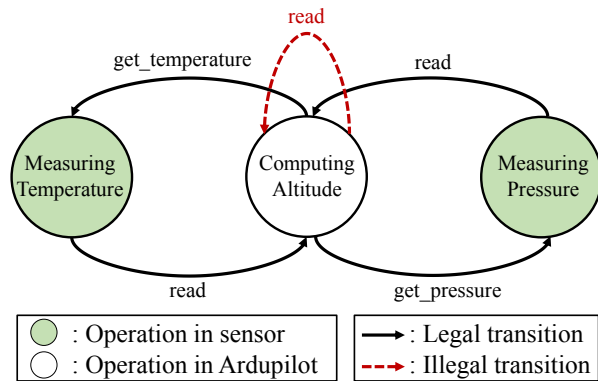 read
get_temperature
read
Measuring
Temperature
Computing
Altitude
Measuring
Pressure
read
get_pressure
: Operation in sensor
: Operation in Ardupilot
: Legal transition
: Illegal transition